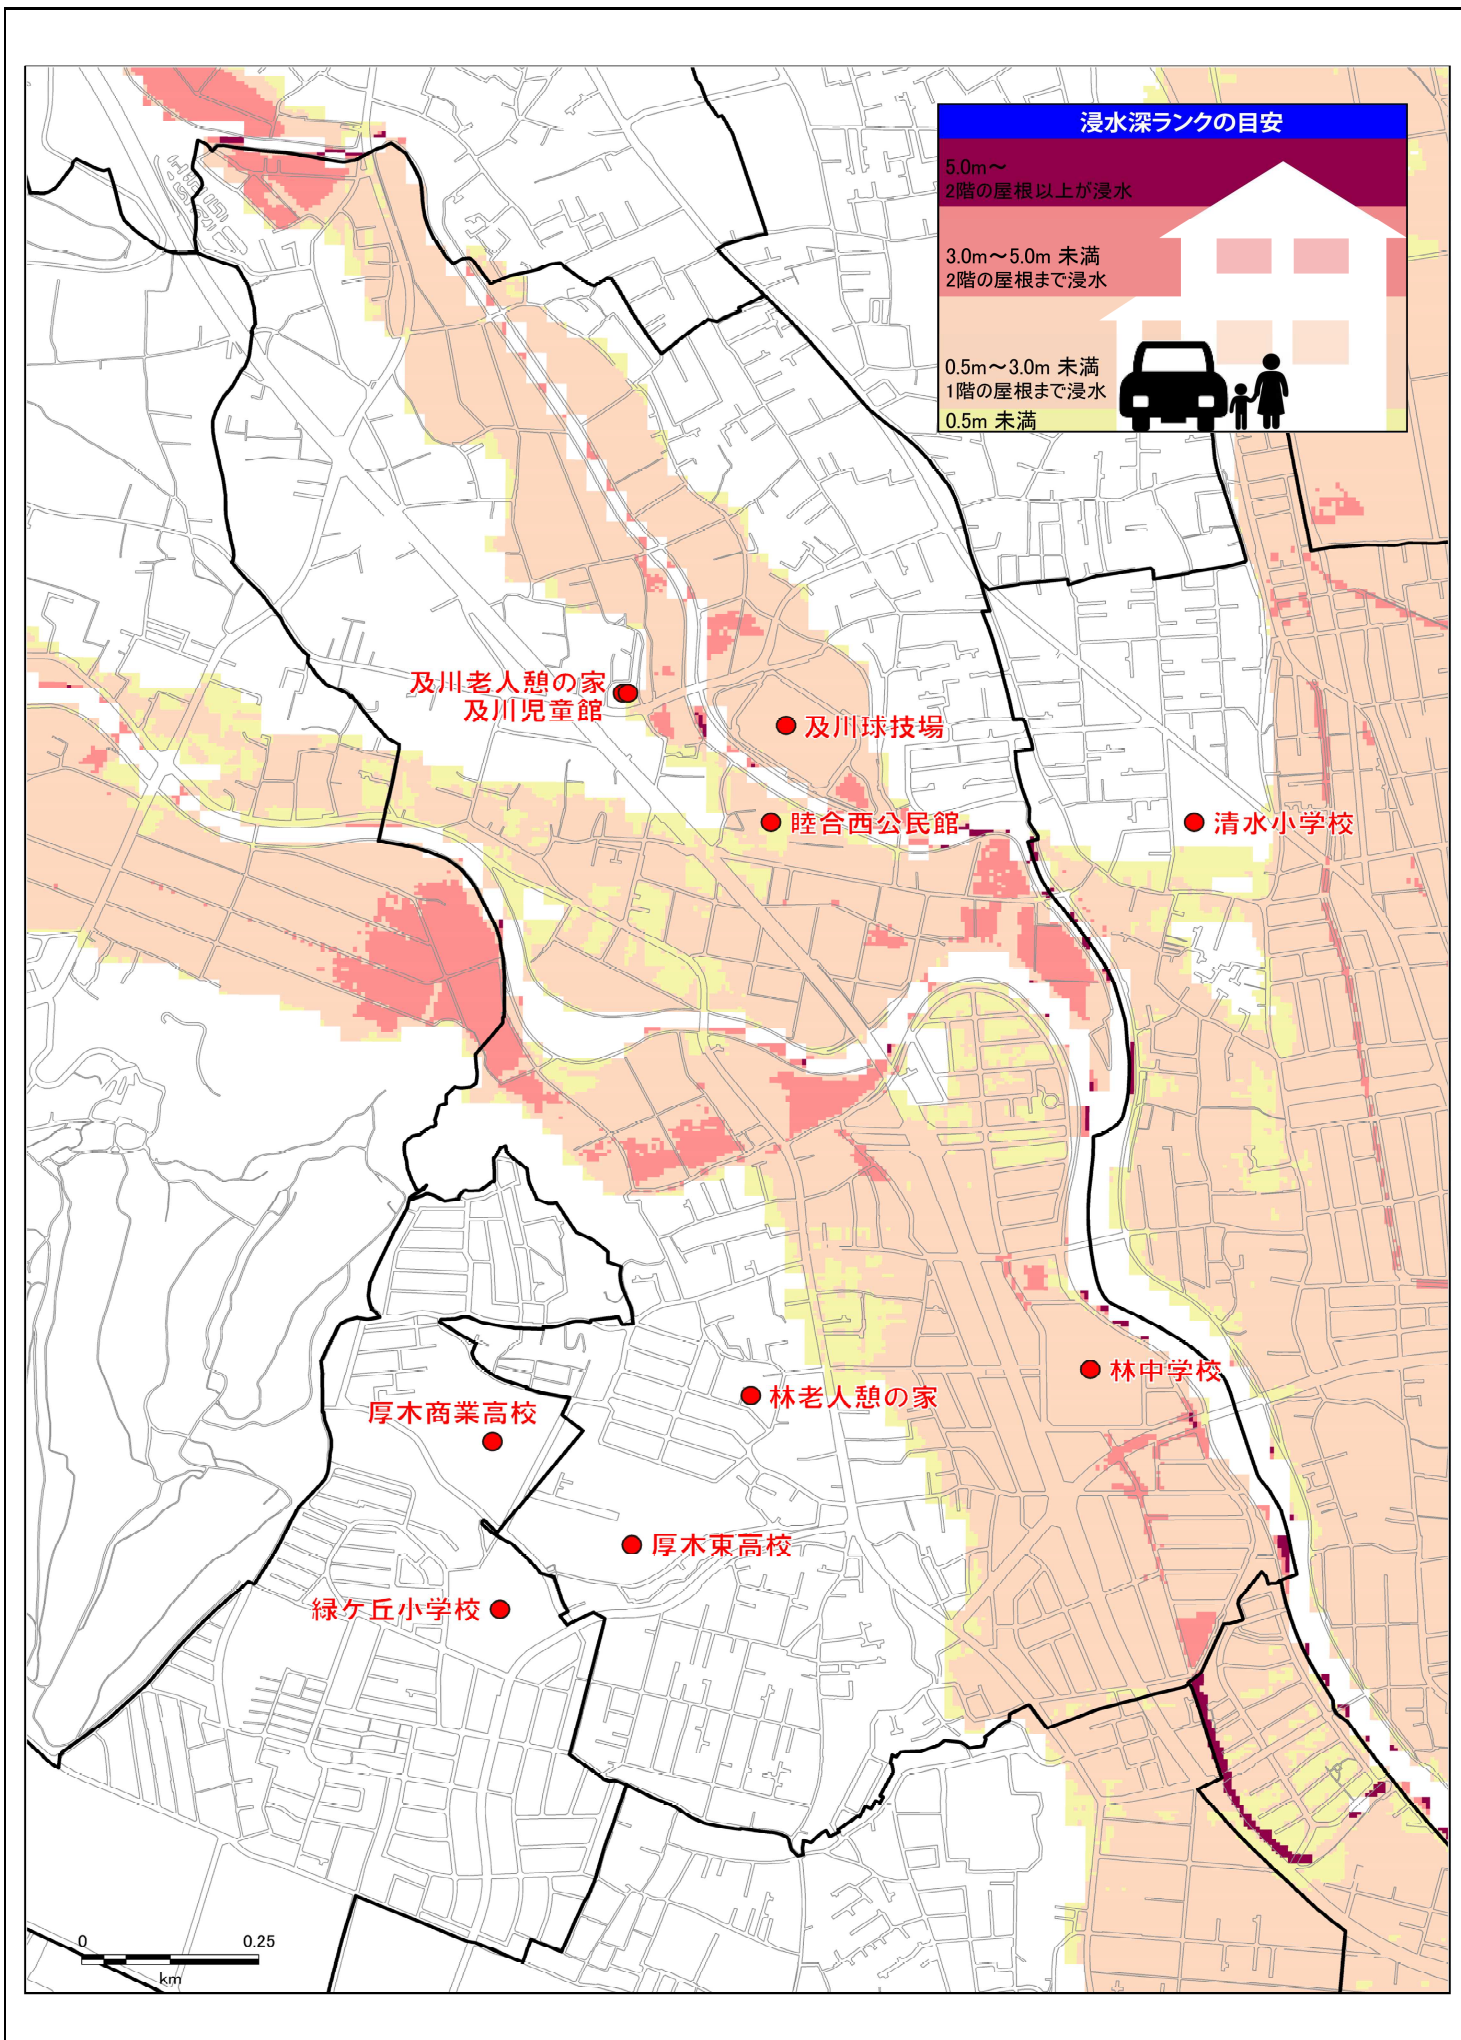 浸水深ランクの目安
5.0m～
2階の屋根以上が浸水
3.0m～5.0m 未満
2階の屋根まで浸水
0.5m～3.0m 未満
1階の屋根まで浸水
0.5m 未満
及川老人憩の家
及川児童館
及川球技場
睦合西公民館
清水小学校
林中学校
林老人憩の家
厚木商業高校
厚木東高校
緑ケ丘小学校
0 0.25
km